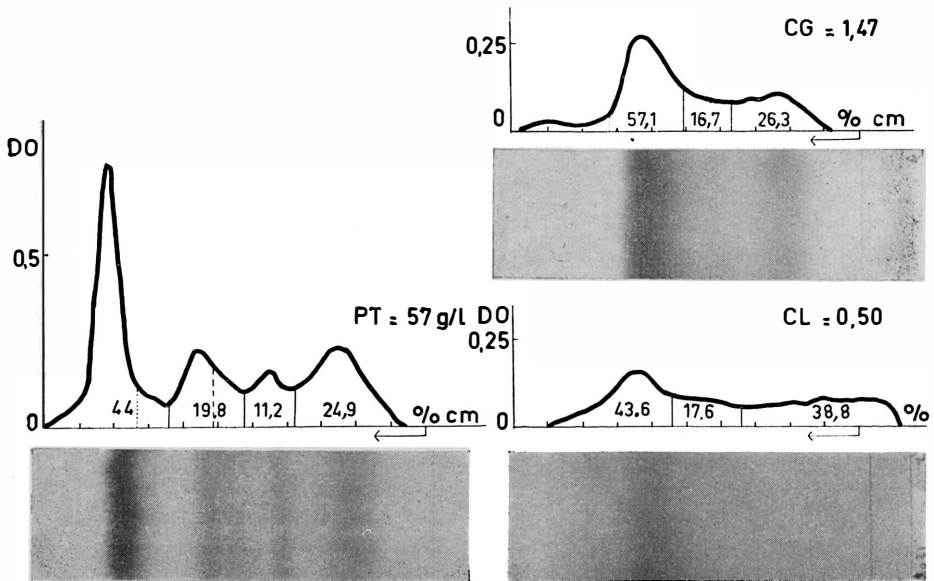 DO
0,5
0
PT = 57 g/l
44 19,8 11,2 24,9
% cm
0,25
0
CG = 1,47
57,1 16,7 26,3
% cm
DO
0,25
0
CL = 0,50
43.6 17,6 38,8
%